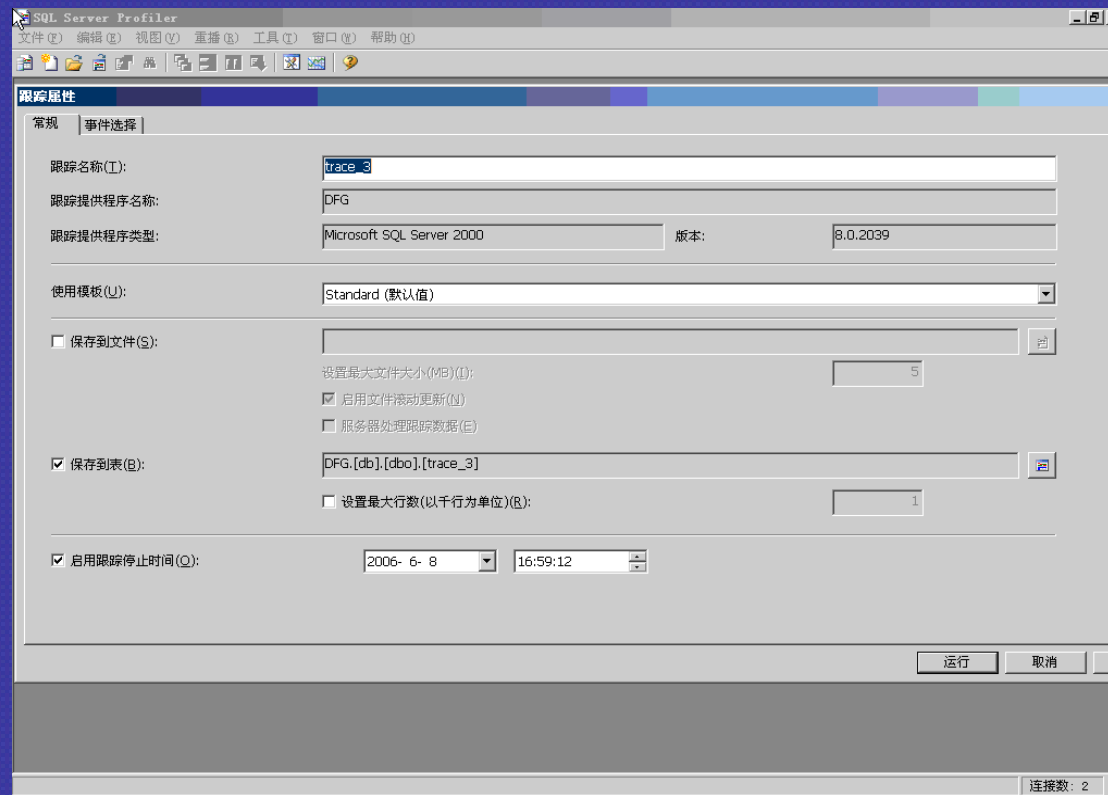 SQL Server Profiler
文件(F) 编辑(E) 视图(V) 重播(R) 工具(T) 窗口(W) 帮助(H)
跟踪属性
常规 事件选择
跟踪名称(T): trace_3
跟踪提供程序名称: DFG
跟踪提供程序类型: Microsoft SQL Server 2000 版本: 8.0.2039
使用模板(U): Standard (默认值)
保存到文件(S):
设置最大文件大小(MB)(I): 5
启用文件滚动更新(N)
服务器处理跟踪数据(E)
保存到表(B): DFG.[db].[dbo].[trace_3]
设置最大行数(以千行为单位)(R): 1
启用跟踪停止时间(O): 2006- 6- 8 16:59:12
运行 取消
连接数: 2